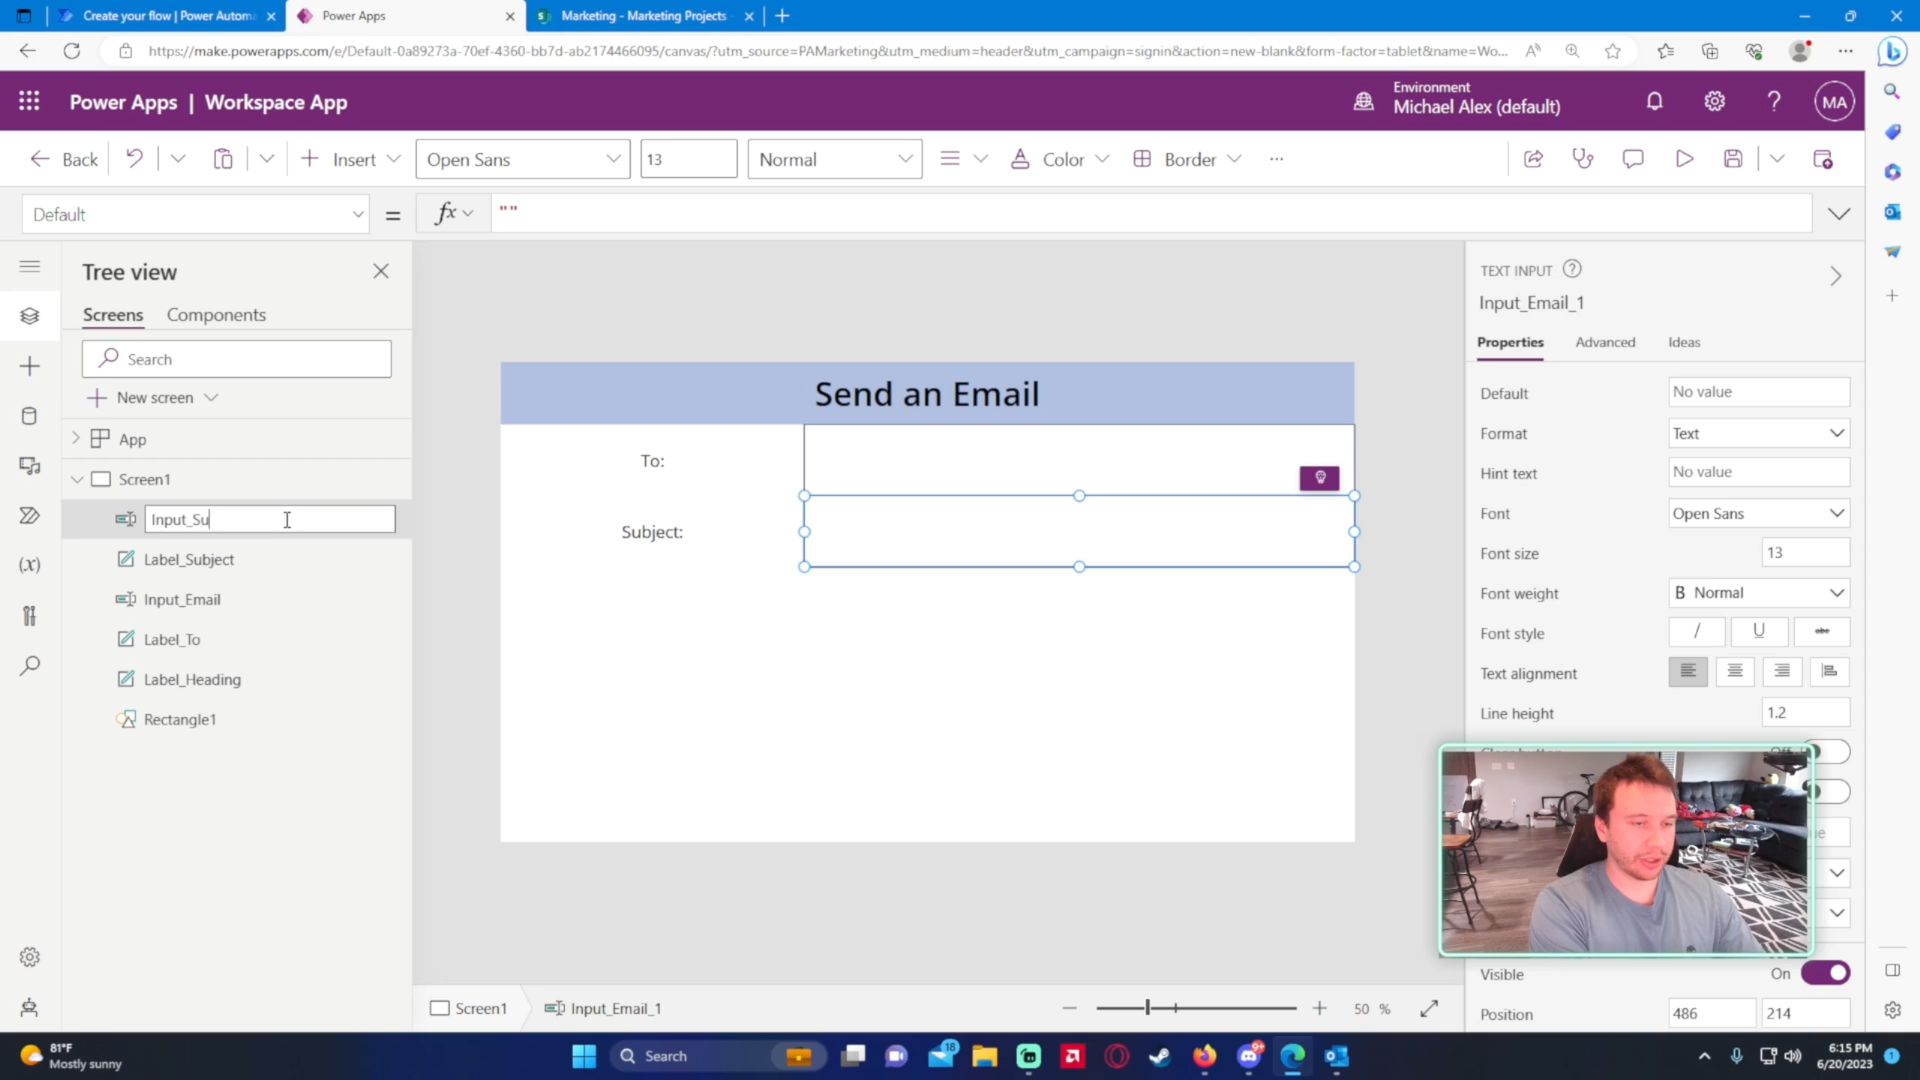 Create your flow | Power Automa
Power Apps
Marketing - Marketing Projects
https://make.powerapps.com/e/Default-0a89273a-70ef-4360-bb7d-ab2174466095/canvas/?utm_source=PAMarketing&utm_medium=header&utm_campaign=signin&action=new-blank&form-factor=tablet&name=Wo...
Power Apps | Workspace App
Environment
Michael Alex (default)
MA
Back
Insert
Open Sans
13
Normal
Color
Border
Default
=
fx
""
Tree view
Screens
Components
Search
New screen
App
Screen1
Input_Su
Label_Subject
Input_Email
Label_To
Label_Heading
Rectangle1
Send an Email
To:
Subject:
TEXT INPUT
Input_Email_1
Properties
Advanced
Ideas
Default
No value
Format
Text
Hint text
No value
Font
Open Sans
Font size
13
Font weight
B Normal
Font style
/
U
abc
Text alignment
Line height
1.2
Visible
On
Position
486
214
Screen1
Input_Email_1
50 %
81°F
Mostly sunny
Search
18
9+
6:15 PM
6/20/2023
1